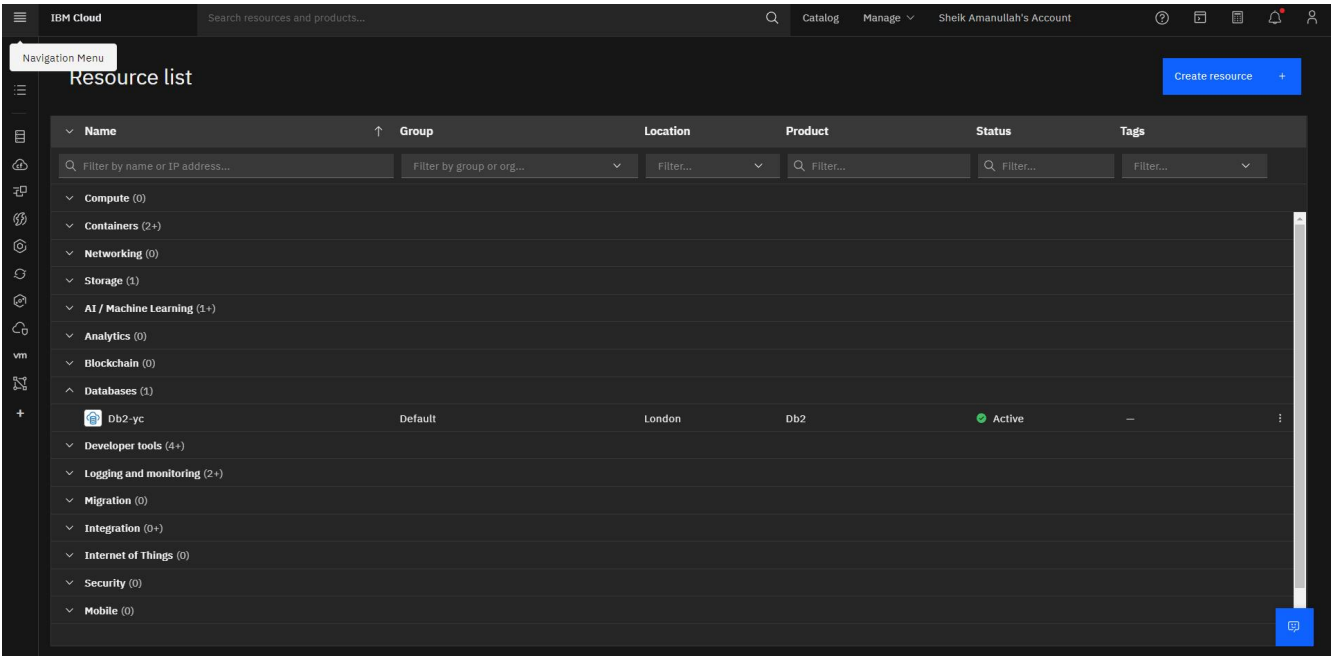 IBM Cloud Search resources and products... Catalog Manage Sheik Amanullah's Account
Navigation Menu
Resource list
Create resource +
Name Group Location Product Status Tags
Filter by name or IP address... Filter by group or org... Filter... Filter... Filter... Filter...
Compute (0)
Containers (2+)
Networking (0)
Storage (1)
AI / Machine Learning (1+)
Analytics (0)
Blockchain (0)
vm
Databases (1)
Db2-yc Default London Db2 Active –
Developer tools (4+)
Logging and monitoring (2+)
Migration (0)
Integration (0+)
Internet of Things (0)
Security (0)
Mobile (0)